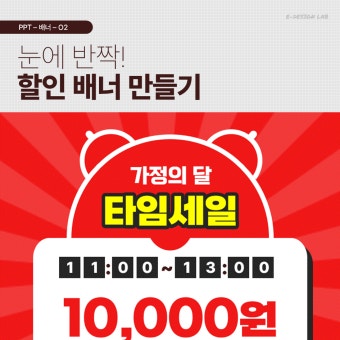 PPT – 배너 – 02
E-DESIGN LAB
눈에 반짝!
할인 배너 만들기
가정의 달
타임세일
11:00~13:00
10,000원